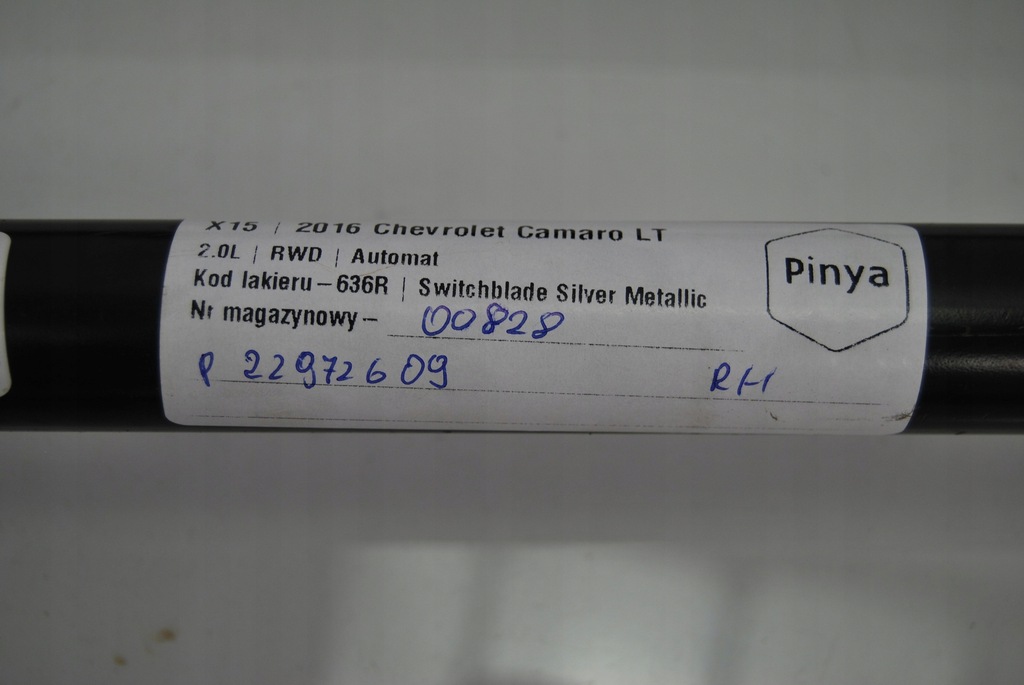 X15 | 2016 Chevrolet Camaro LT
2.0L | RWD | Automat
Kod lakieru – 636R | Switchblade Silver Metallic
Nr magazynowy – 00828
P 22972609 RH
Pinya